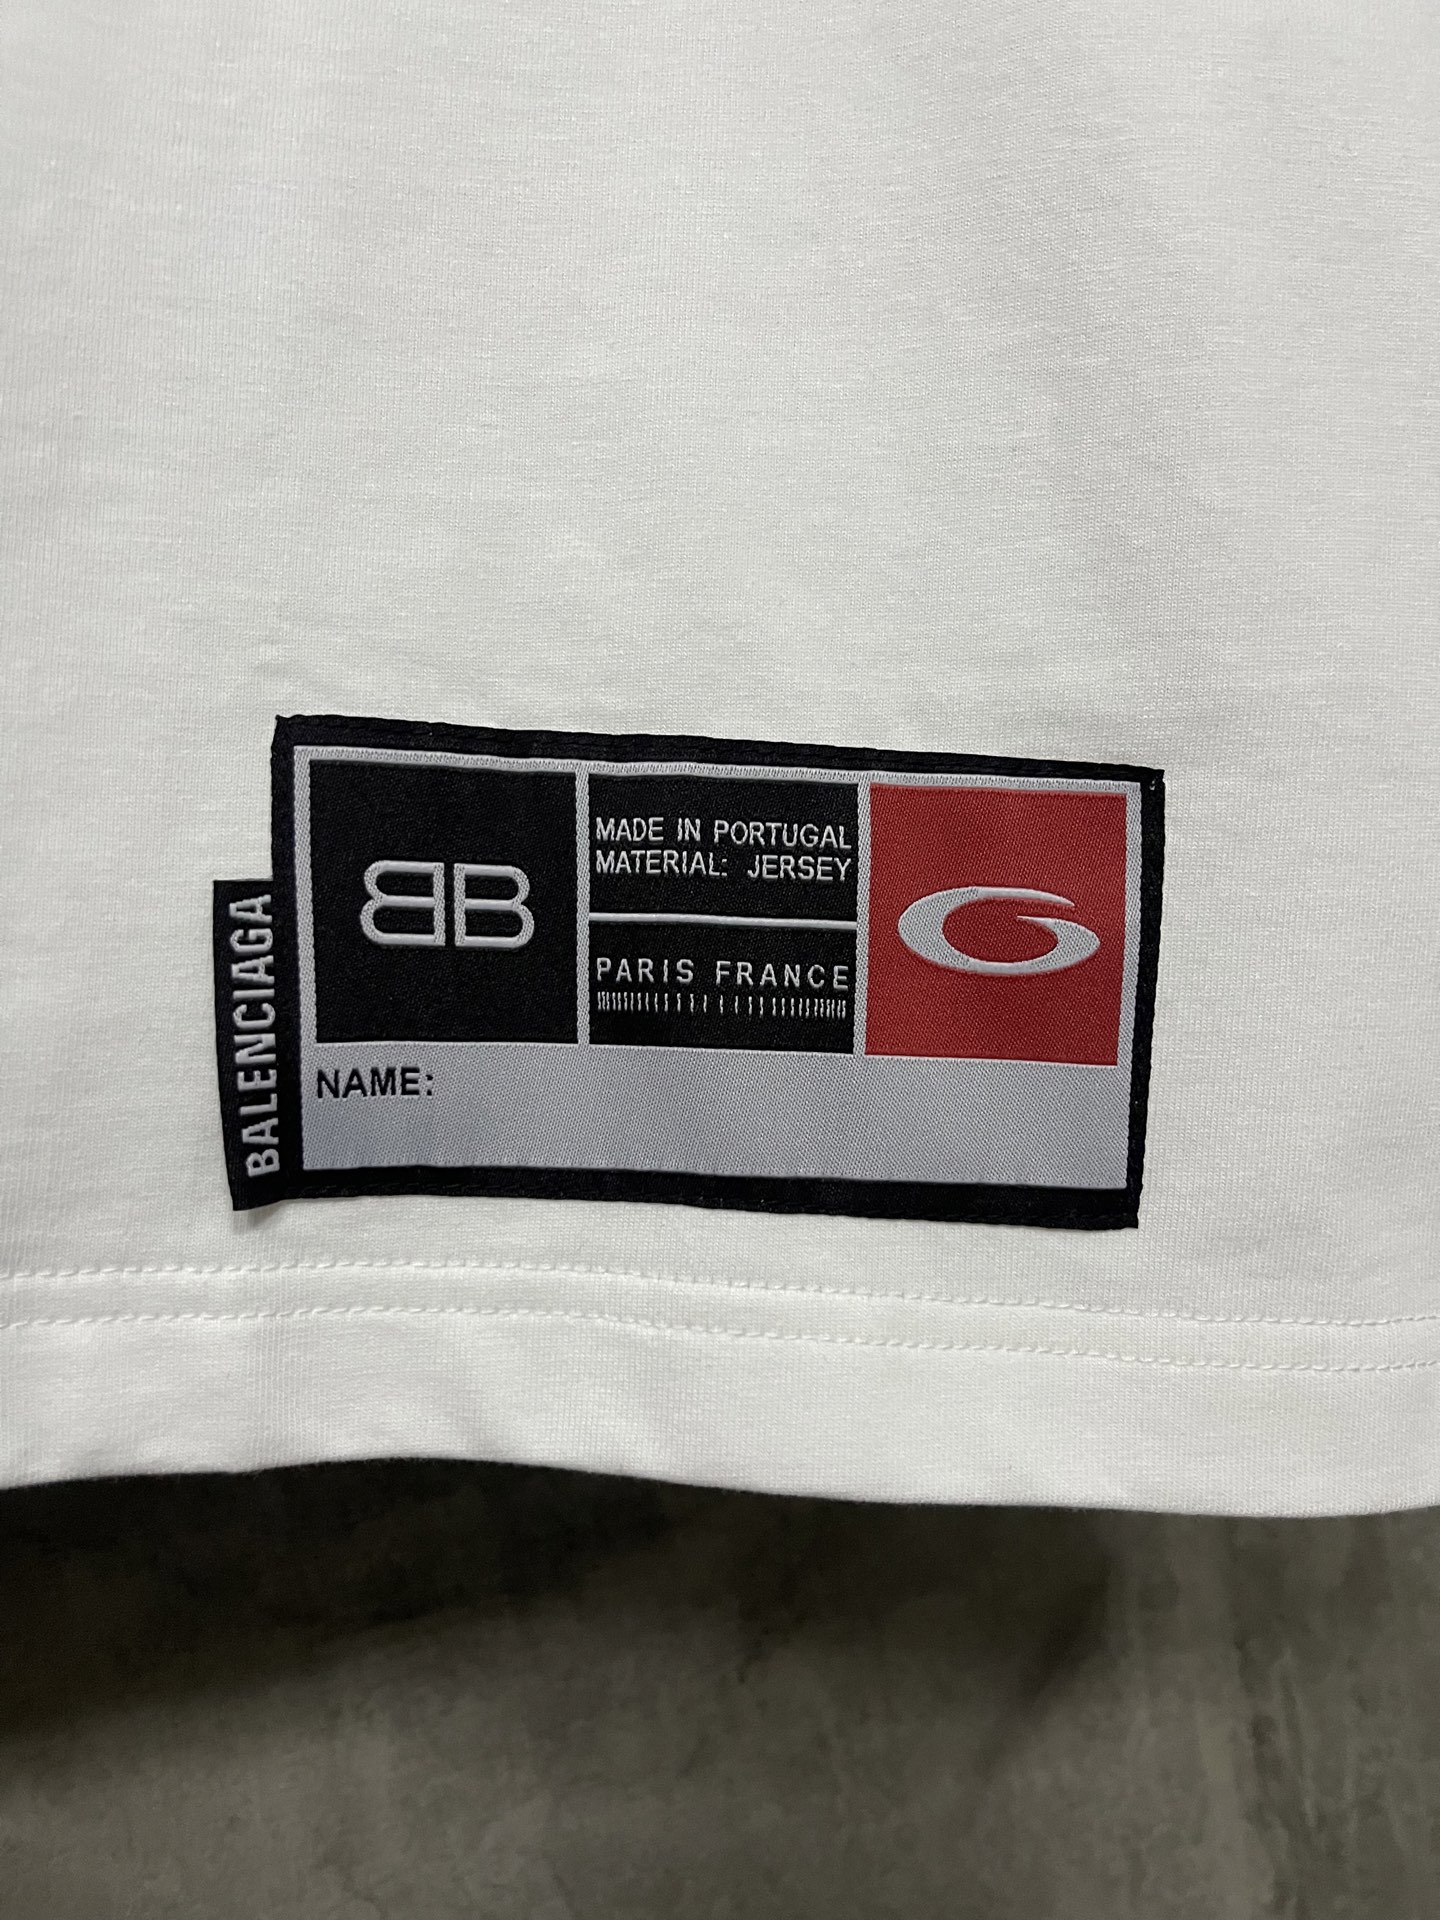 BB
MADE IN PORTUGAL
MATERIAL: JERSEY
PARIS FRANCE
G
NAME:
BALENCIAGA